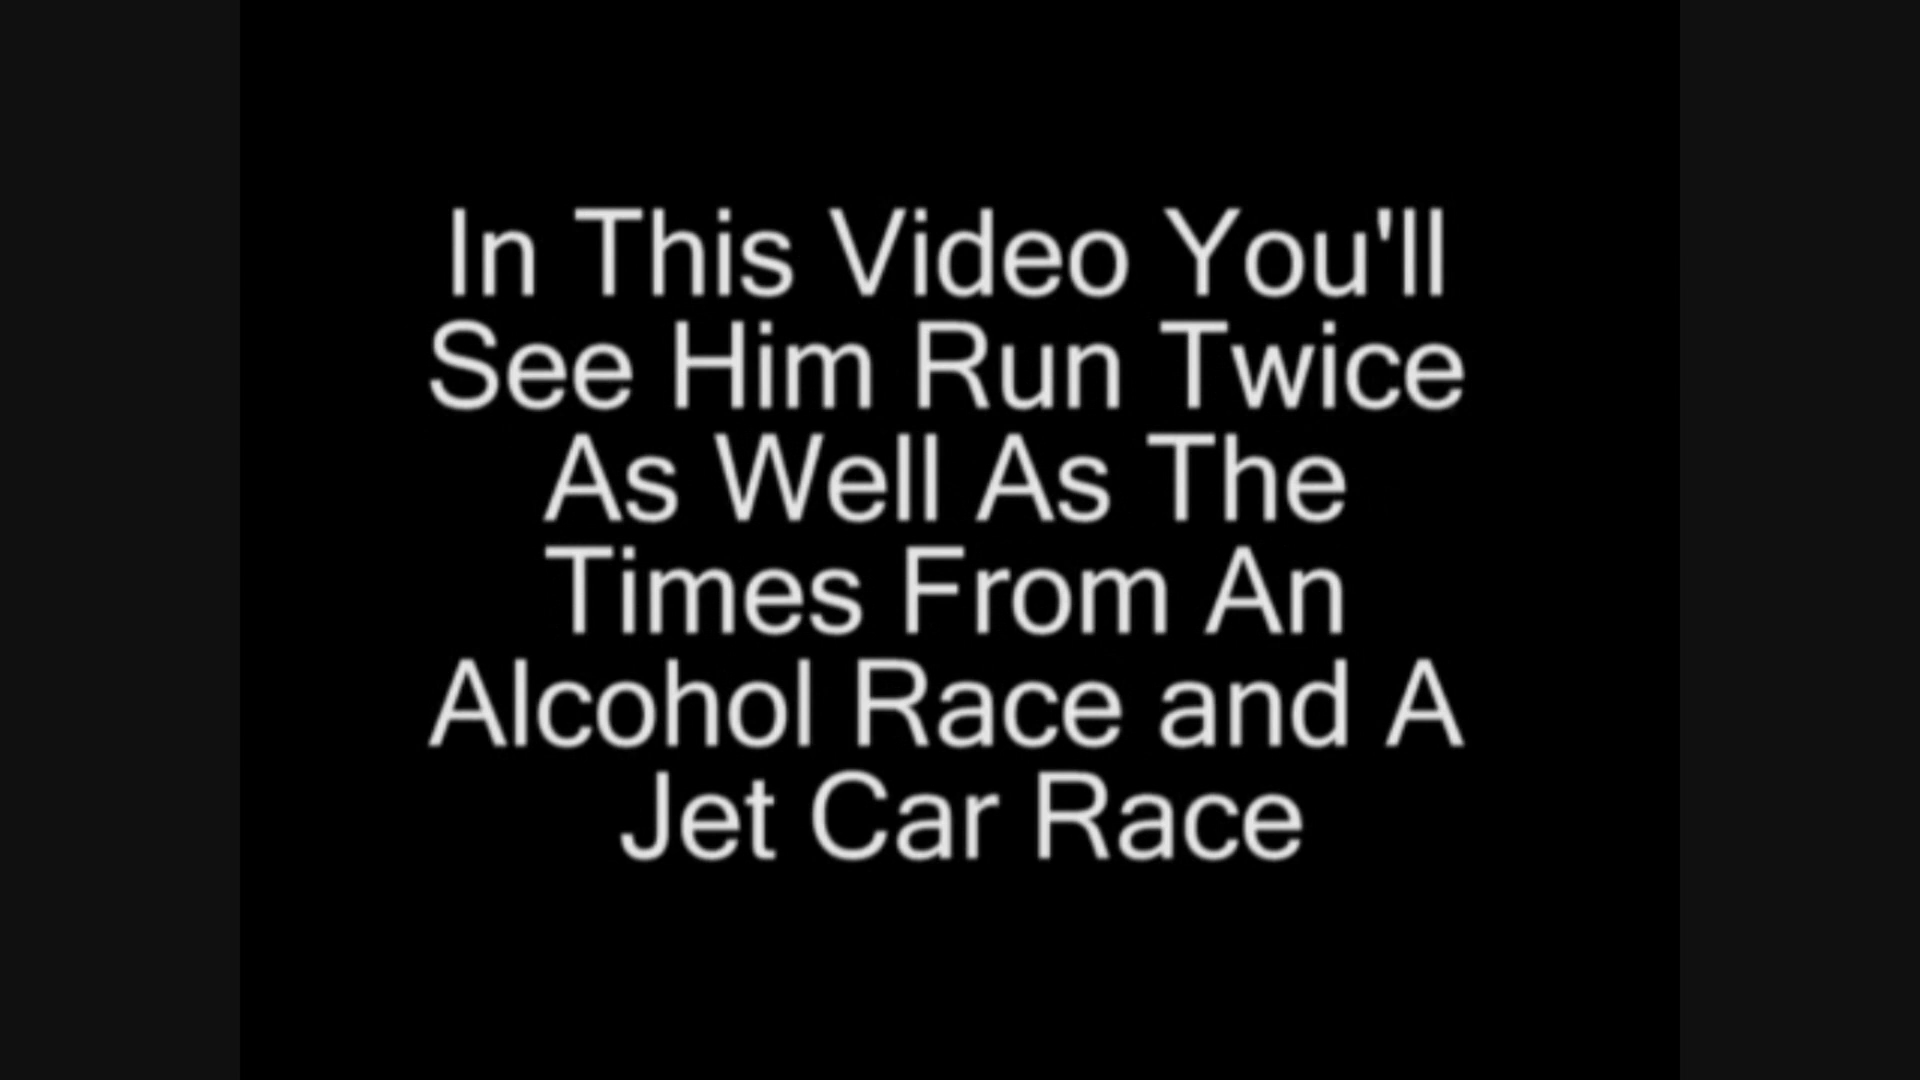 In This Video You'll
See Him Run Twice
As Well As The
Times From An
Alcohol Race and A
Jet Car Race